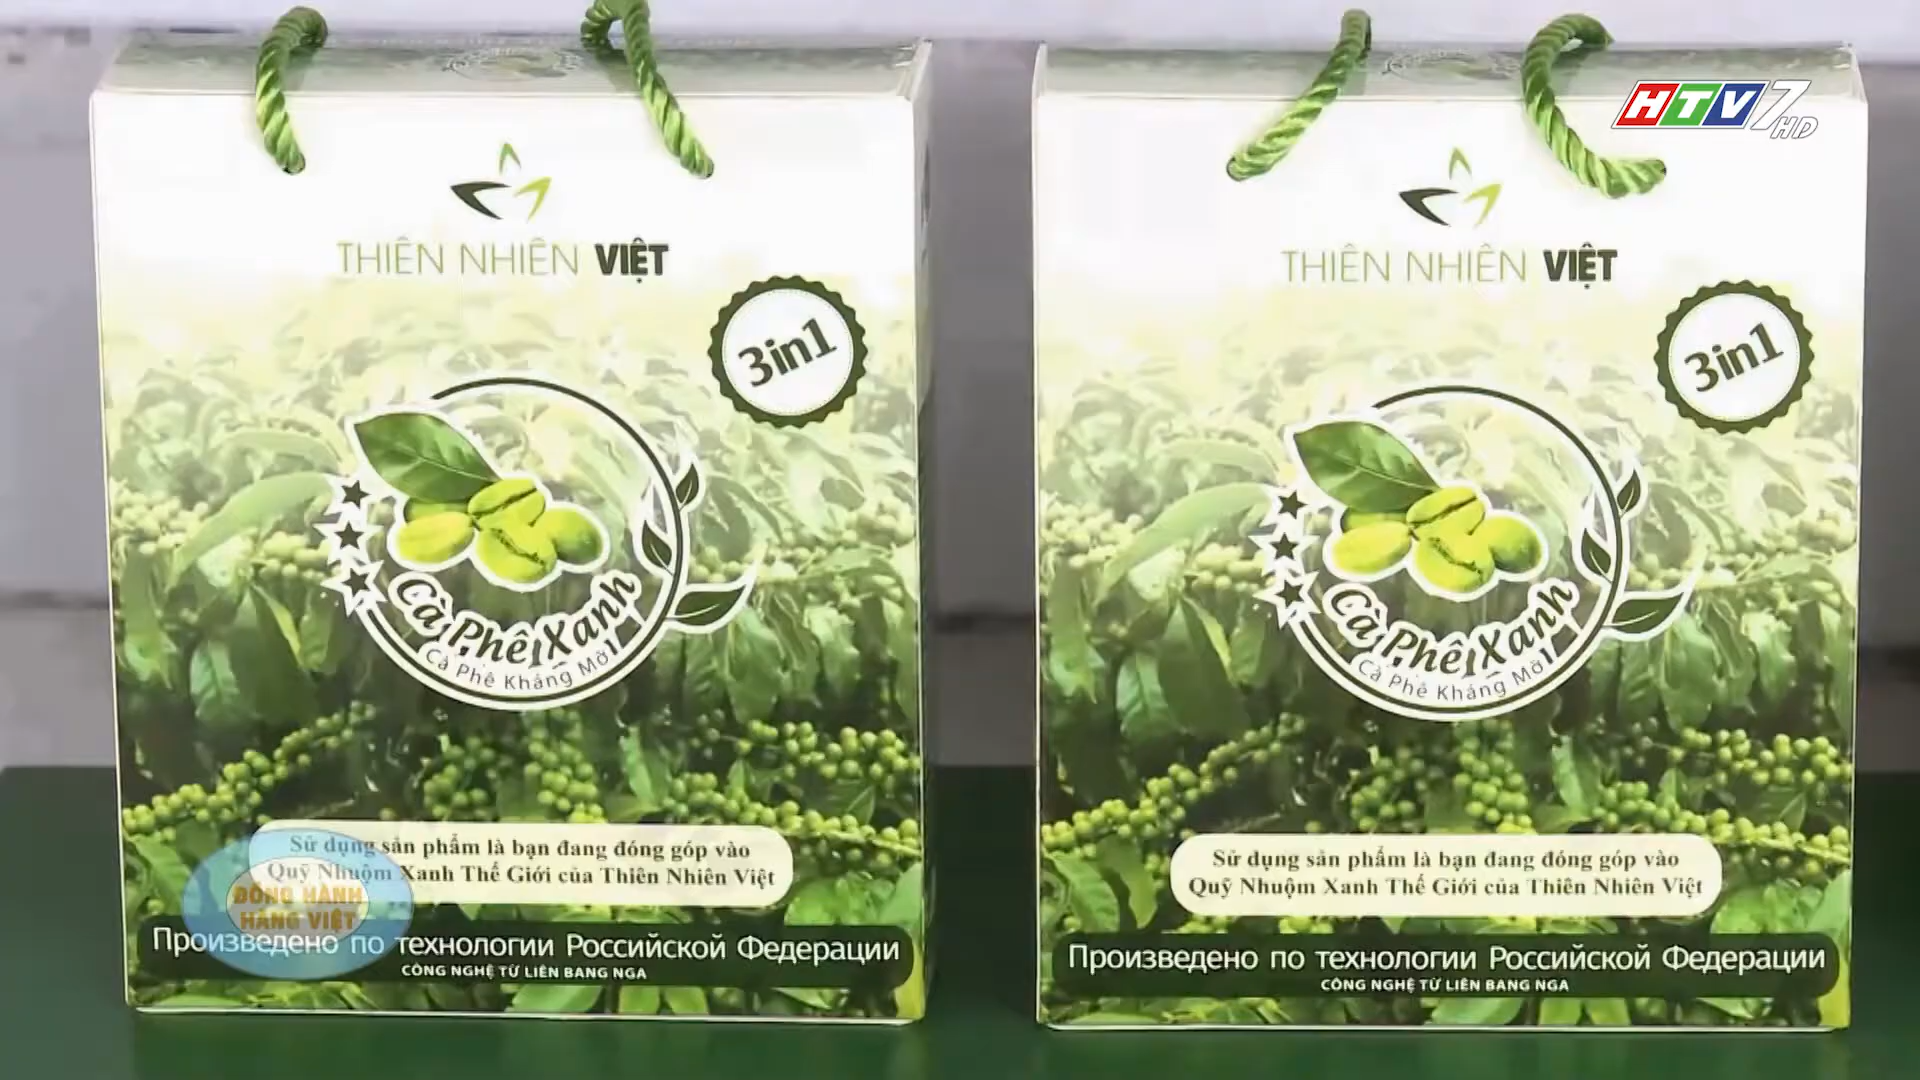 HTV7
HD
THIÊN NHIÊN VIỆT
3in1
Cà Phê Xanh
Cà Phê Kháng Mỡ
Sử dụng sản phẩm là bạn đang đóng góp vào
Quỹ Nhuộm Xanh Thế Giới của Thiên Nhiên Việt
ĐỒNG HÀNH
HÀNG VIỆT
Произведено по технологии Российской Федерации
CÔNG NGHỆ TỪ LIÊN BANG NGA
THIÊN NHIÊN VIỆT
3in1
Cà Phê Xanh
Cà Phê Kháng Mỡ
Sử dụng sản phẩm là bạn đang đóng góp vào
Quỹ Nhuộm Xanh Thế Giới của Thiên Nhiên Việt
Произведено по технологии Российской Федерации
CÔNG NGHỆ TỪ LIÊN BANG NGA